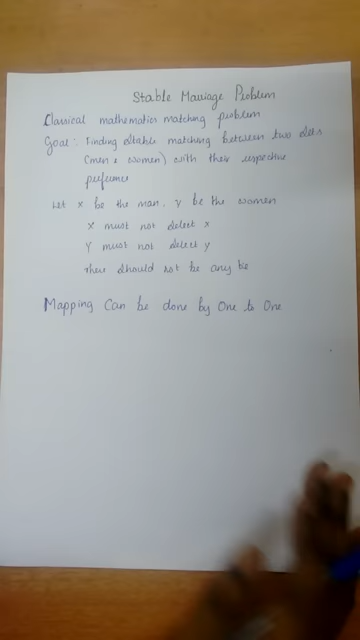 Stable Marriage Problem
Classical mathematics matching problem
Goal: Finding stable matching between two sets
(men & women) with their respective
prefernce
Let x be the man, Y be the women
x must not select x
Y must not select y
There should not be any tie
Mapping Can be done by One to One